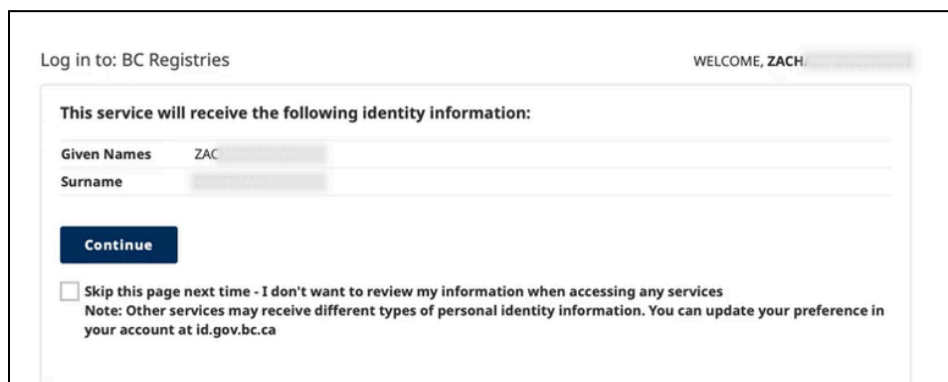 Log in to: BC Registries
WELCOME, ZACH
This service will receive the following identity information:
Given Names ZAC
Surname
Continue
Skip this page next time - I don't want to review my information when accessing any services
Note: Other services may receive different types of personal identity information. You can update your preference in
your account at id.gov.bc.ca